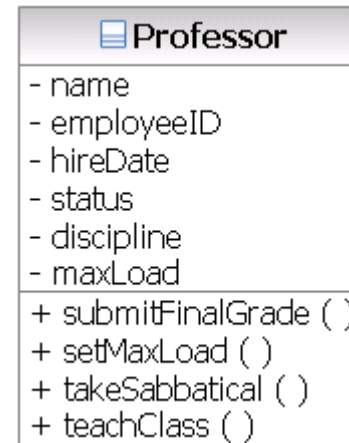 Professor
- name
- employeeID
- hireDate
- status
- discipline
- maxLoad
+ submitFinalGrade ( )
+ setMaxLoad ( )
+ takeSabbatical ( )
+ teachClass ( )